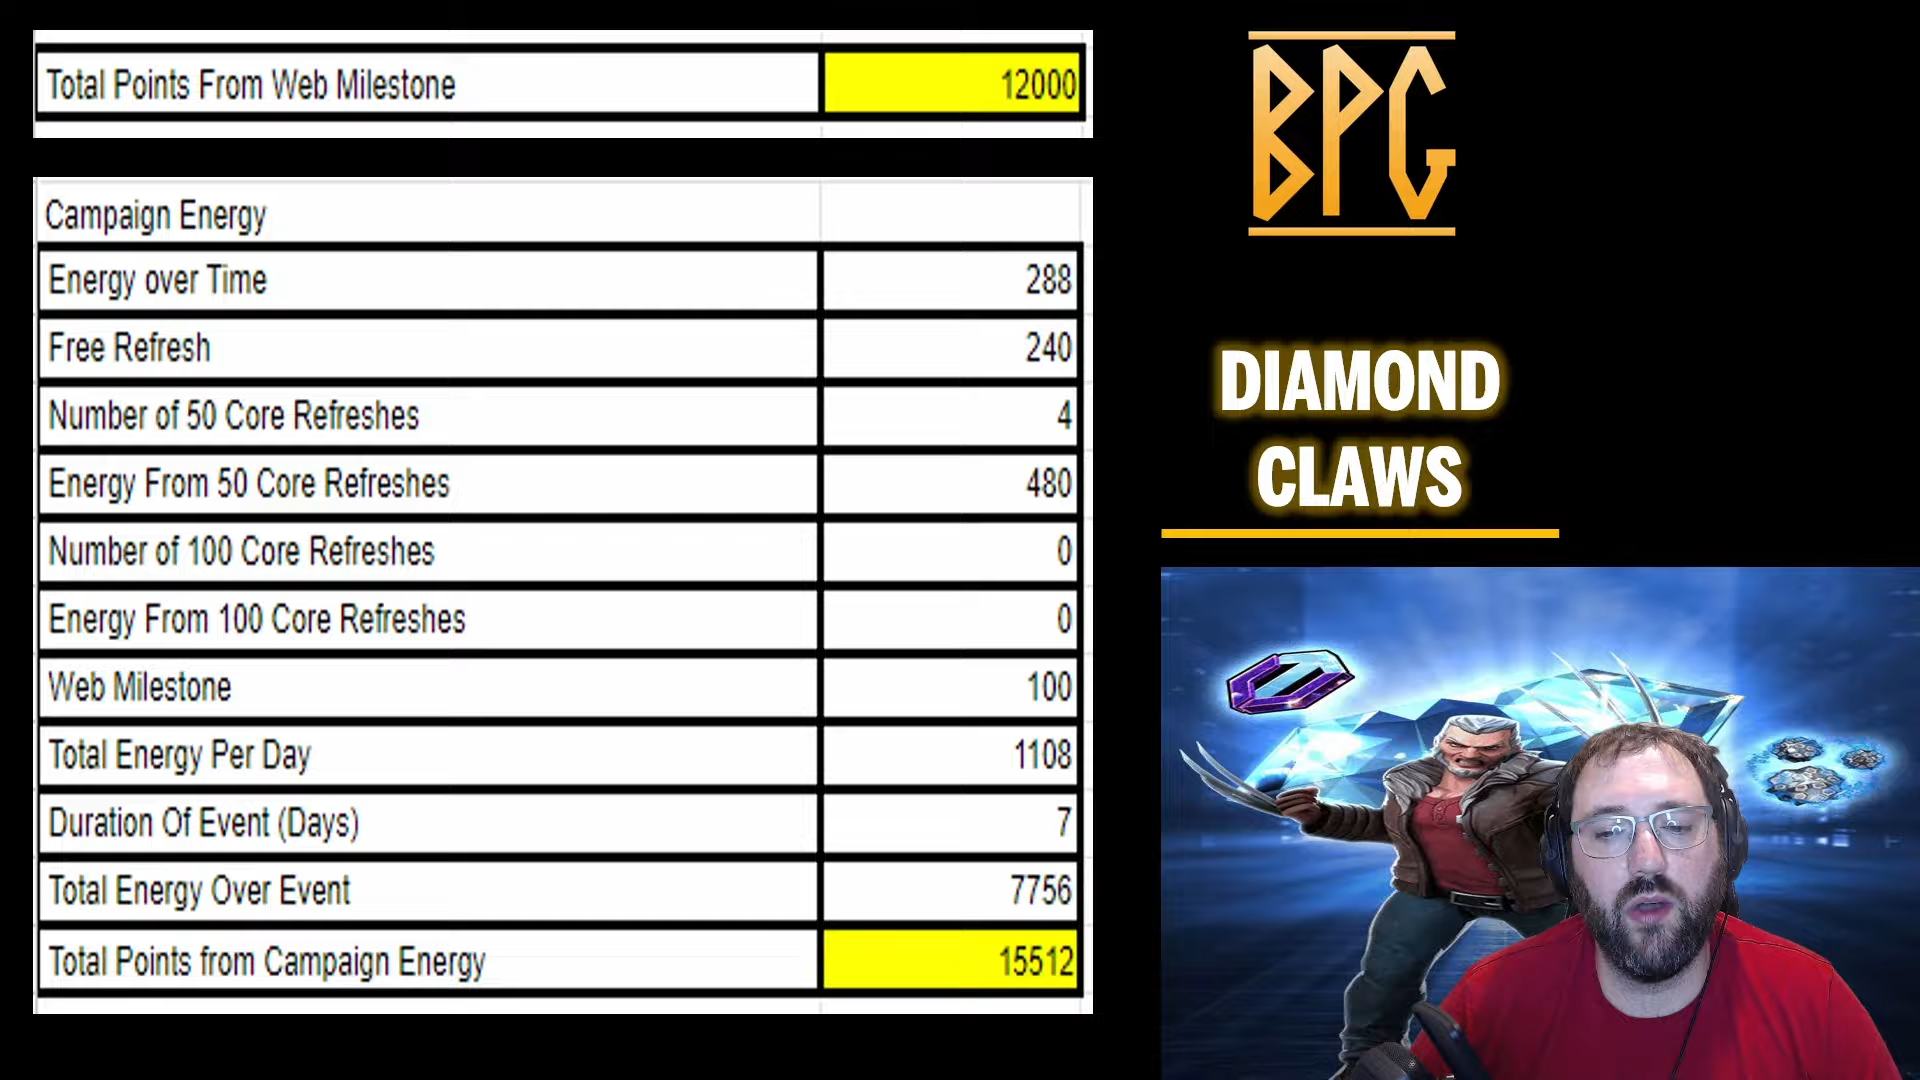 Total Points From Web Milestone 12000
Campaign Energy
Energy over Time 288
Free Refresh 240
Number of 50 Core Refreshes 4
Energy From 50 Core Refreshes 480
Number of 100 Core Refreshes 0
Energy From 100 Core Refreshes 0
Web Milestone 100
Total Energy Per Day 1108
Duration Of Event (Days) 7
Total Energy Over Event 7756
Total Points from Campaign Energy 15512
BPG
DIAMOND
CLAWS